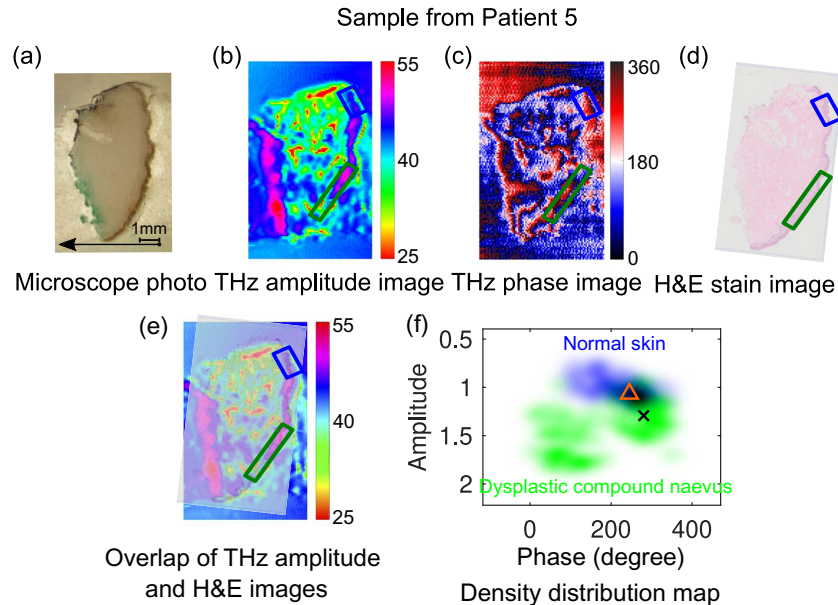 Sample from Patient 5
(a)
(b)
(c)
(d)
1mm
55
40
25
360
180
0
Microscope photo
THz amplitude image
THz phase image
H&E stain image
(e)
55
40
25
Overlap of THz amplitude
and H&E images
(f)
Normal skin
Dysplastic compound naevus
Amplitude
0.5
1
1.5
2
0
200
400
Phase (degree)
Density distribution map